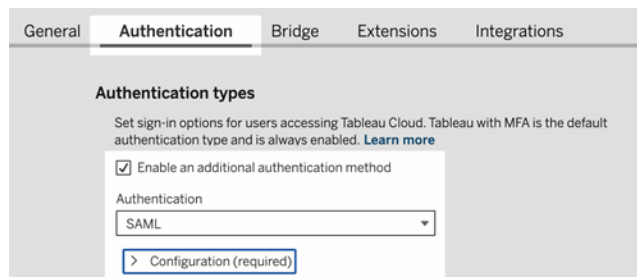 General Authentication Bridge Extensions Integrations
Authentication types
Set sign-in options for users accessing Tableau Cloud. Tableau with MFA is the default
authentication type and is always enabled. Learn more
Enable an additional authentication method
Authentication
SAML
Configuration (required)